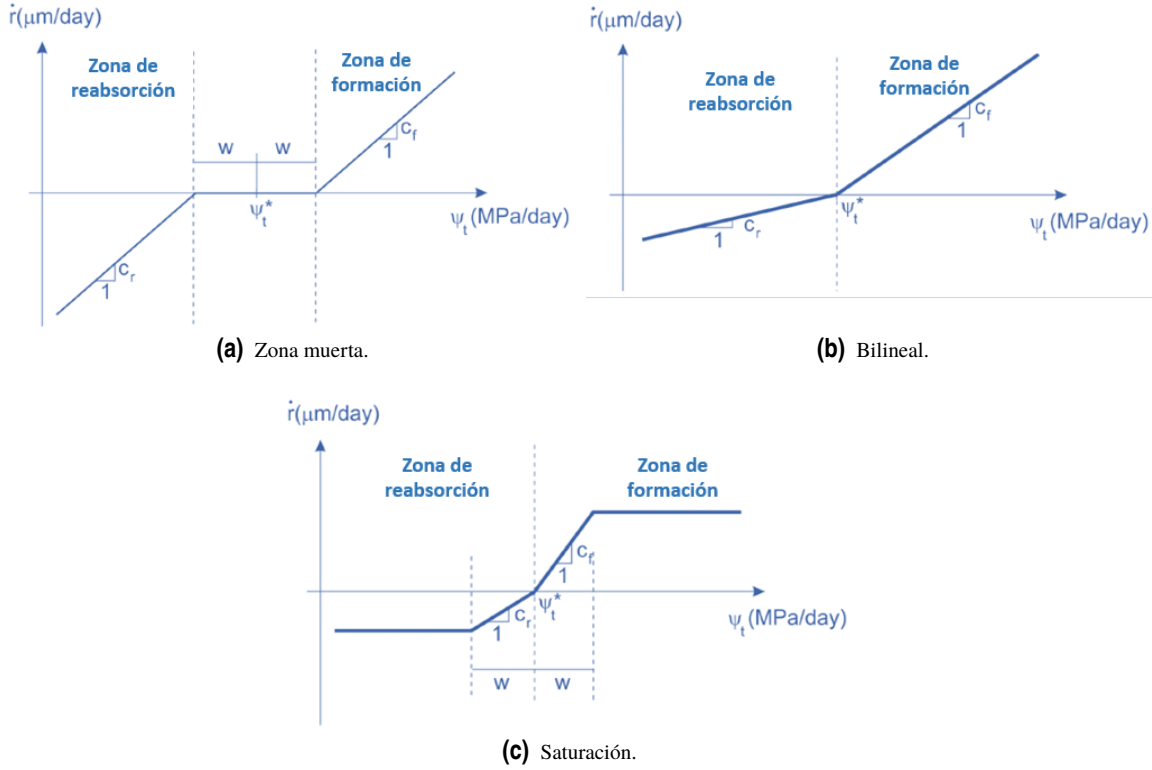 ṙ(μm/day)
Zona de
reabsorción
Zona de
formación
w
w
c_f
1
ψ_t^*
ψ_t(MPa/day)
c_r
1
(a) Zona muerta.
ṙ(μm/day)
Zona de
reabsorción
Zona de
formación
c_f
1
ψ_t^*
ψ_t(MPa/day)
c_r
1
(b) Bilineal.
ṙ(μm/day)
Zona de
reabsorción
Zona de
formación
c_f
1
ψ_t^*
ψ_t(MPa/day)
c_r
1
w
w
(c) Saturación.